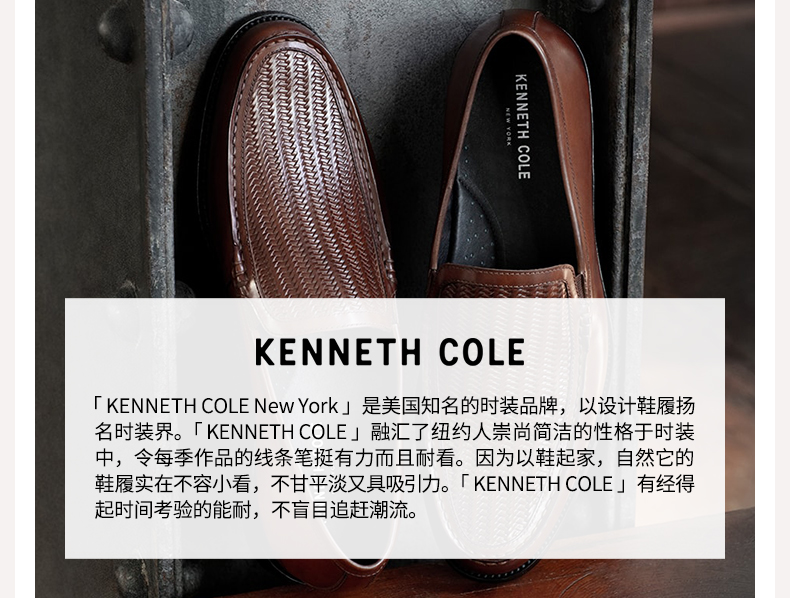 KENNETH COLE
NEW YORK
KENNETH COLE
「 KENNETH COLE New York 」是美国知名的时装品牌，以设计鞋履扬
名时装界。「 KENNETH COLE 」融汇了纽约人崇尚简洁的性格于时装
中，令每季作品的线条笔挺有力而且耐看。因为以鞋起家，自然它的
鞋履实在不容小看，不甘平淡又具吸引力。「 KENNETH COLE 」有经得
起时间考验的能耐，不盲目追赶潮流。